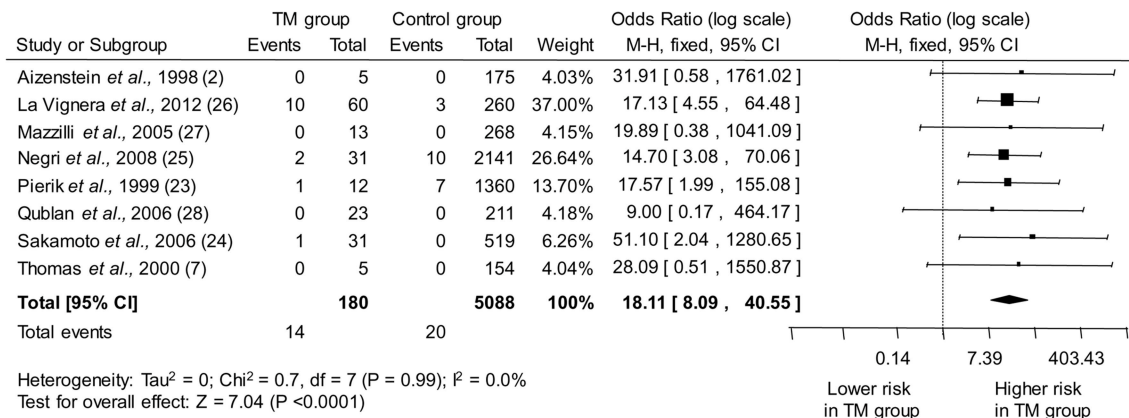 TM group Control group Odds Ratio (log scale) Odds Ratio (log scale)
Study or Subgroup Events Total Events Total Weight M-H, fixed, 95% CI M-H, fixed, 95% CI
Aizenstein et al., 1998 (2) 0 5 0 175 4.03% 31.91 [ 0.58 , 1761.02 ]
La Vignera et al., 2012 (26) 10 60 3 260 37.00% 17.13 [ 4.55 , 64.48 ]
Mazzilli et al., 2005 (27) 0 13 0 268 4.15% 19.89 [ 0.38 , 1041.09 ]
Negri et al., 2008 (25) 2 31 10 2141 26.64% 14.70 [ 3.08 , 70.06 ]
Pierik et al., 1999 (23) 1 12 7 1360 13.70% 17.57 [ 1.99 , 155.08 ]
Qublan et al., 2006 (28) 0 23 0 211 4.18% 9.00 [ 0.17 , 464.17 ]
Sakamoto et al., 2006 (24) 1 31 0 519 6.26% 51.10 [ 2.04 , 1280.65 ]
Thomas et al., 2000 (7) 0 5 0 154 4.04% 28.09 [ 0.51 , 1550.87 ]
Total [95% CI] 180 5088 100% 18.11 [ 8.09 , 40.55 ]
Total events 14 20
0.14 7.39 403.43
Heterogeneity: Tau² = 0; Chi² = 0.7, df = 7 (P = 0.99); I² = 0.0%
Test for overall effect: Z = 7.04 (P <0.0001)
Lower risk Higher risk
in TM group in TM group